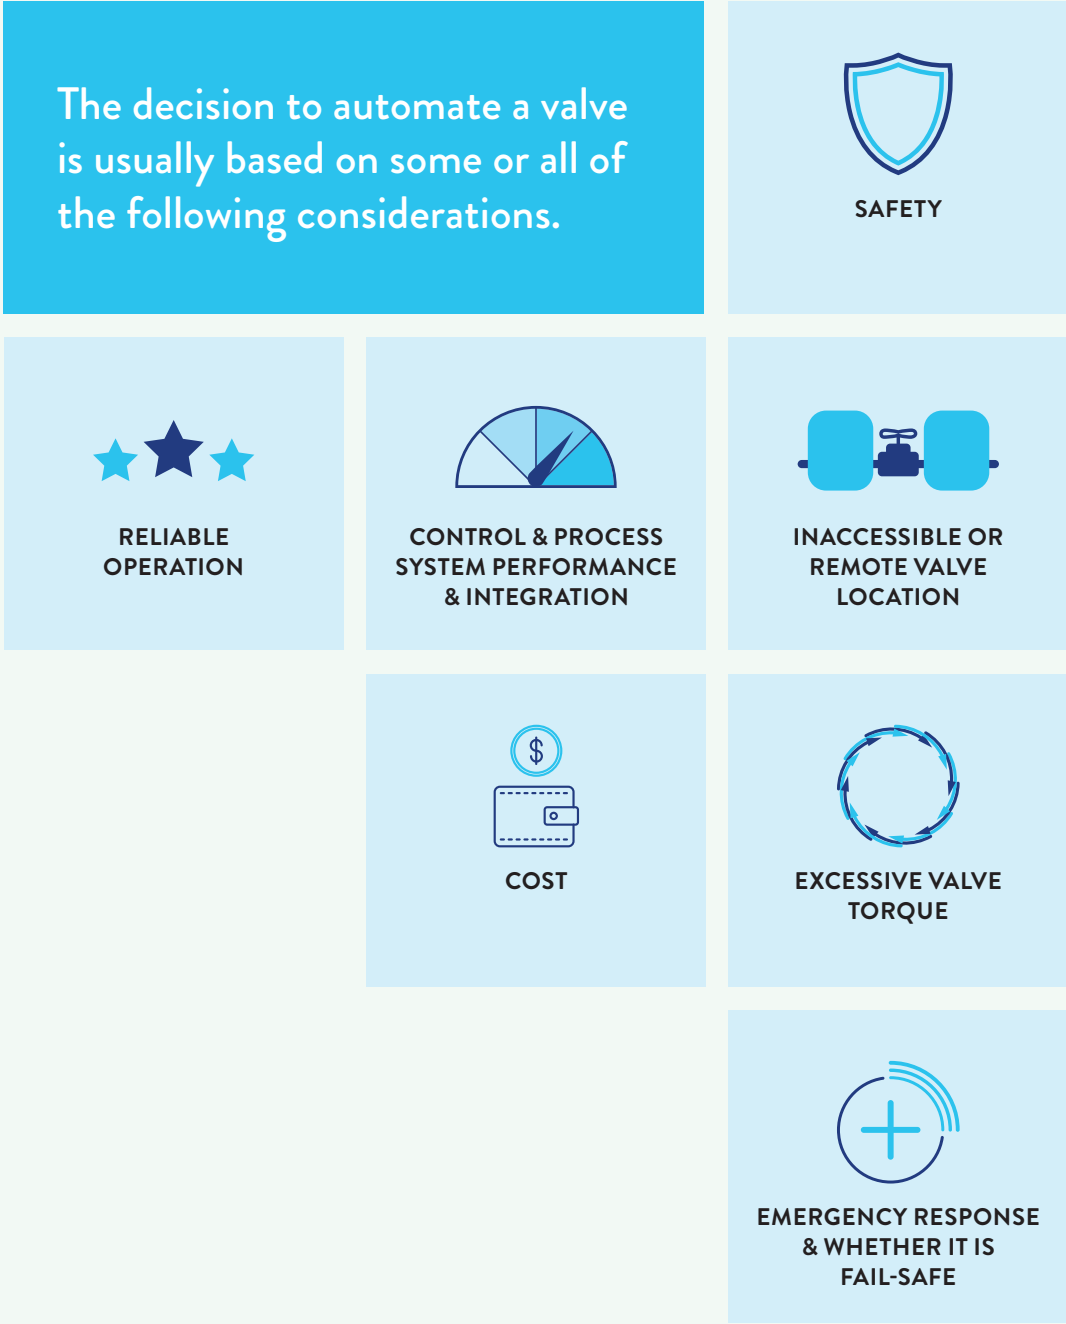 The decision to automate a valve
is usually based on some or all of
the following considerations.
SAFETY
RELIABLE
OPERATION
CONTROL & PROCESS
SYSTEM PERFORMANCE
& INTEGRATION
INACCESSIBLE OR
REMOTE VALVE
LOCATION
$
COST
EXCESSIVE VALVE
TORQUE
EMERGENCY RESPONSE
& WHETHER IT IS
FAIL-SAFE